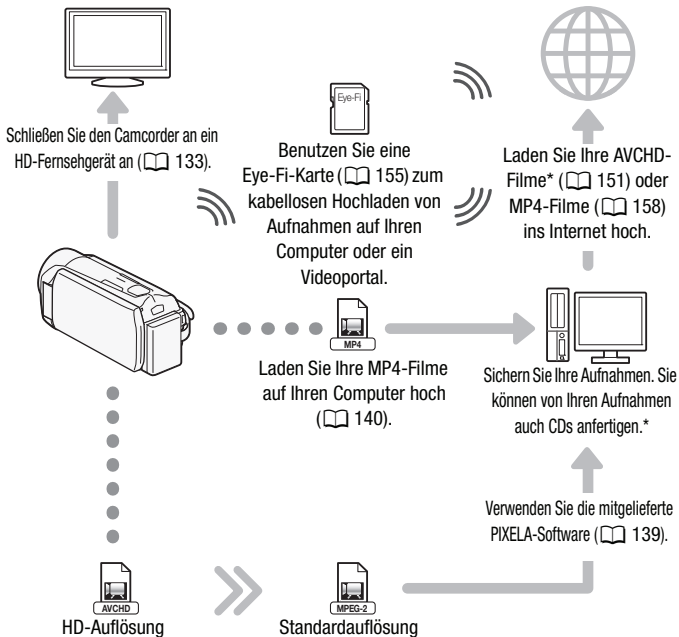 Eye-Fi
Schließen Sie den Camcorder an ein
HD-Fernsehgerät an (133).
Benutzen Sie eine
Eye-Fi-Karte (155) zum
kabellosen Hochladen von
Aufnahmen auf Ihren
Computer oder ein
Videoportal.
Laden Sie Ihre AVCHD-
Filme* (151) oder
MP4-Filme (158)
ins Internet hoch.
MP4
Laden Sie Ihre MP4-Filme
auf Ihren Computer hoch
(140).
Sichern Sie Ihre Aufnahmen. Sie
können von Ihren Aufnahmen
auch CDs anfertigen.*
Verwenden Sie die mitgelieferte
PIXELA-Software (139).
AVCHD
HD-Auflösung
MPEG-2
Standardauflösung